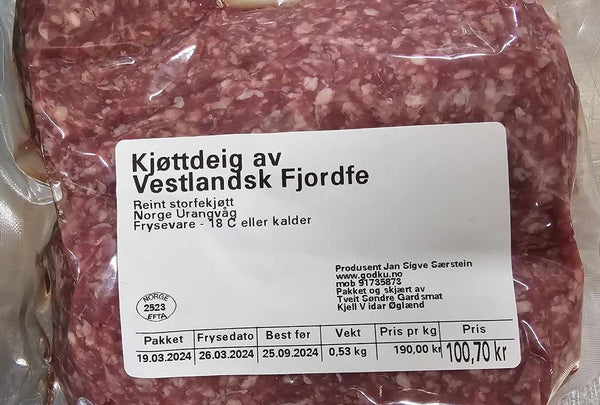 Kjøttdeig av
Vestlandsk Fjordfe
Reint storfekjøtt
Norge Urangvåg
Frysevare - 18 C eller kalder
Produsent Jan Sigve Særstein
www.godku.no
mob 91735873
Pakket og skjært av
Tveit Søndre Gardsmat
Kjell Vidar Øglænd
NORGE
2523
EFTA
Pakket Frysedato Best før Vekt Pris pr kg Pris
19.03.2024 26.03.2024 25.09.2024 0,53 kg 190,00 kr 100,70 kr